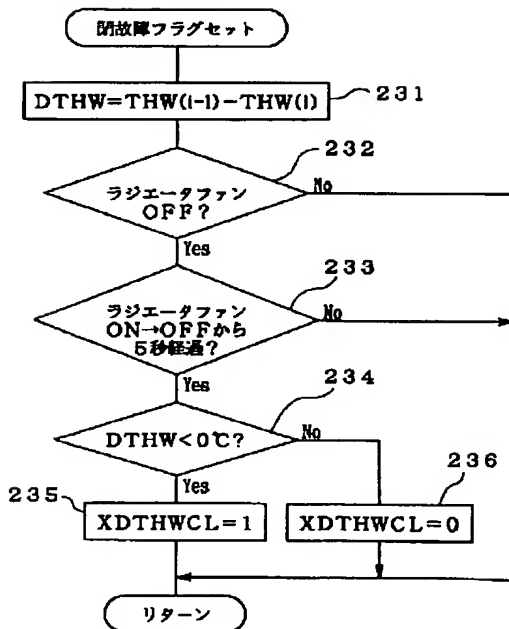 閉故障フラグセット
DTHW=THW(i-1)-THW(i)
231
232
ラジエータファン
OFF?
No
Yes
233
ラジエータファン
ON→OFFから
5秒経過?
No
Yes
234
DTHW<0℃?
No
Yes
235
XDTHWCL=1
236
XDTHWCL=0
リターン